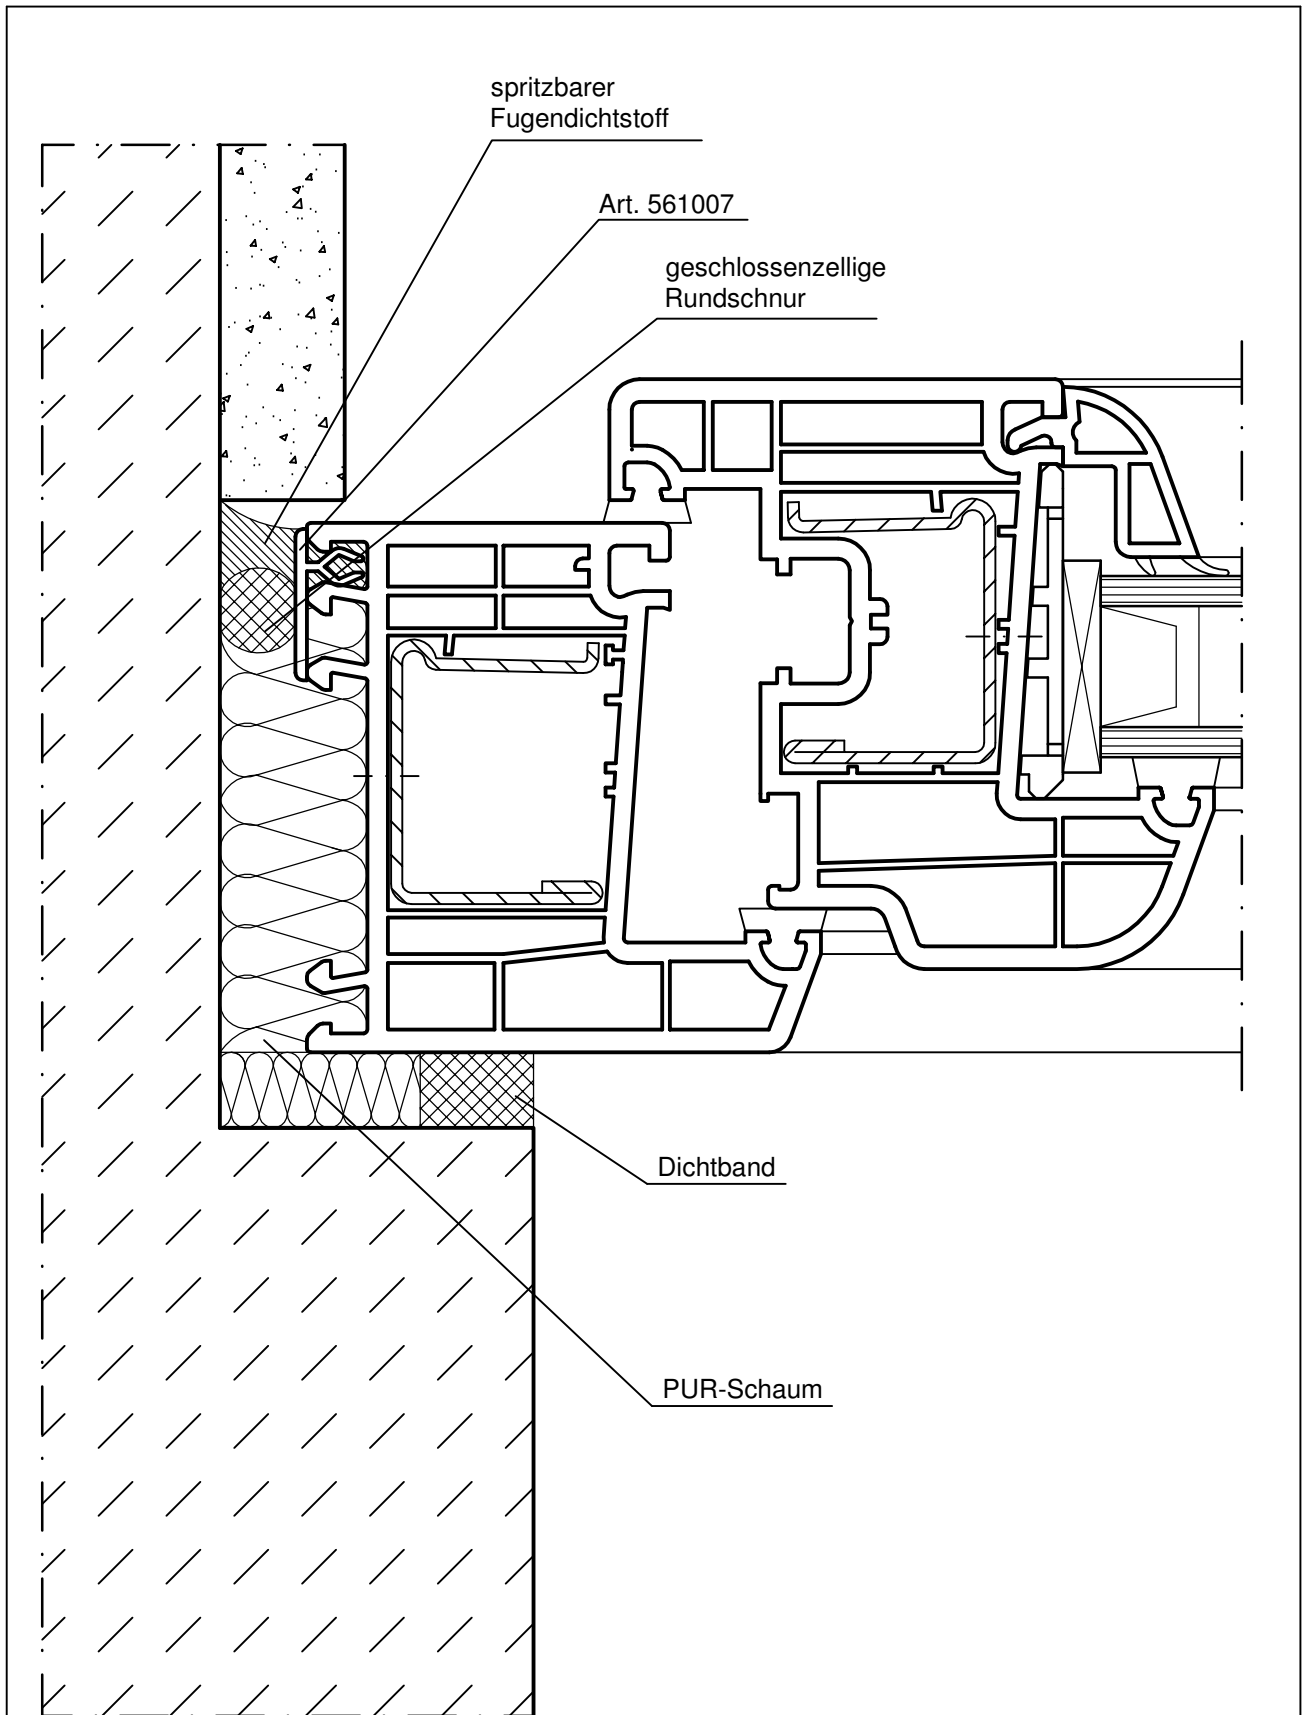 spritzbarer
Fugendichtstoff
Art. 561007
geschlossenzellige
Rundschnur
Dichtband
PUR-Schaum